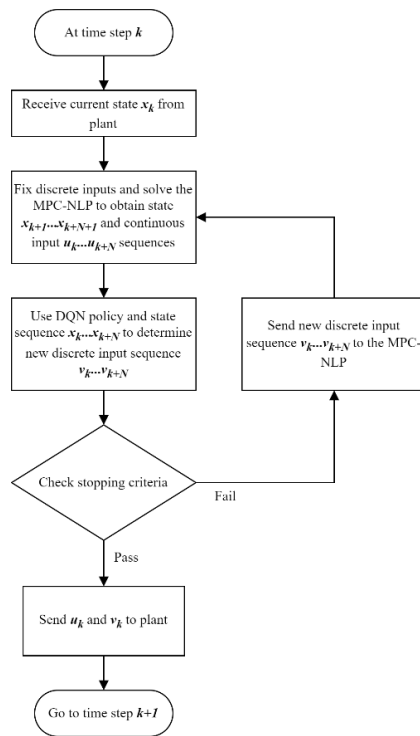 At time step k
Receive current state xk from
plant
Fix discrete inputs and solve the
MPC-NLP to obtain state
xk+1...xk+N+1 and continuous
input uk...uk+N sequences
Use DQN policy and state
sequence xk...xk+N to determine
new discrete input sequence
vk...vk+N
Send new discrete input
sequence vk...vk+N to the MPC-
NLP
Check stopping criteria
Fail
Pass
Send uk and vk to plant
Go to time step k+1